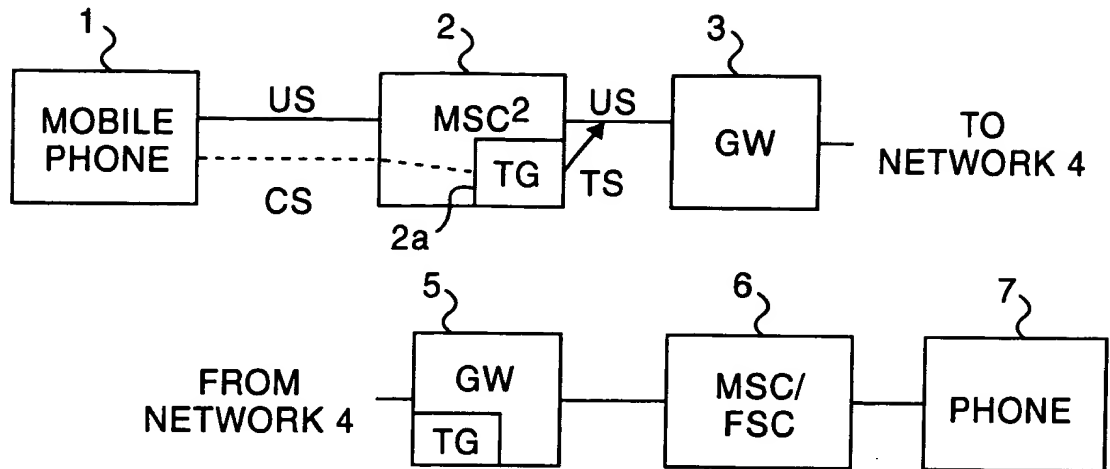 1
2
3
MOBILE
PHONE
US
CS
MSC2
TG
2a
US
TS
GW
TO
NETWORK 4
5
6
7
FROM
NETWORK 4
GW
TG
MSC/
FSC
PHONE